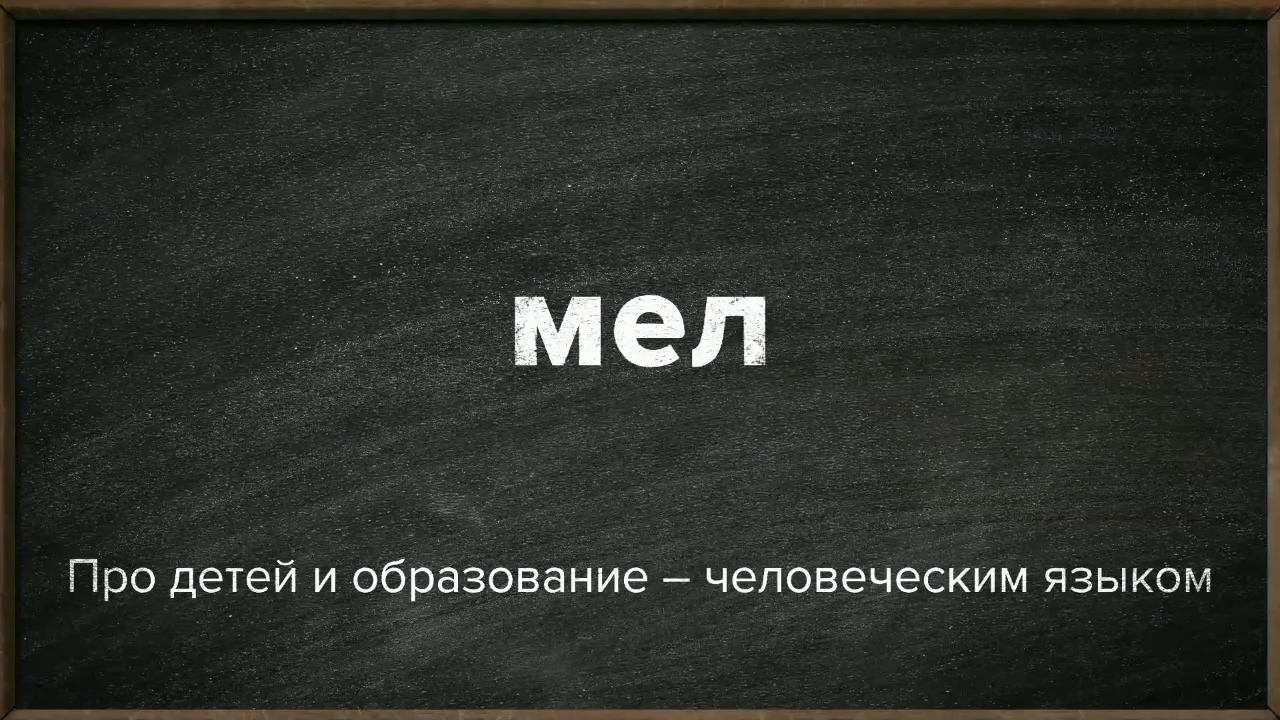 мел
Про детей и образование – человеческим языком